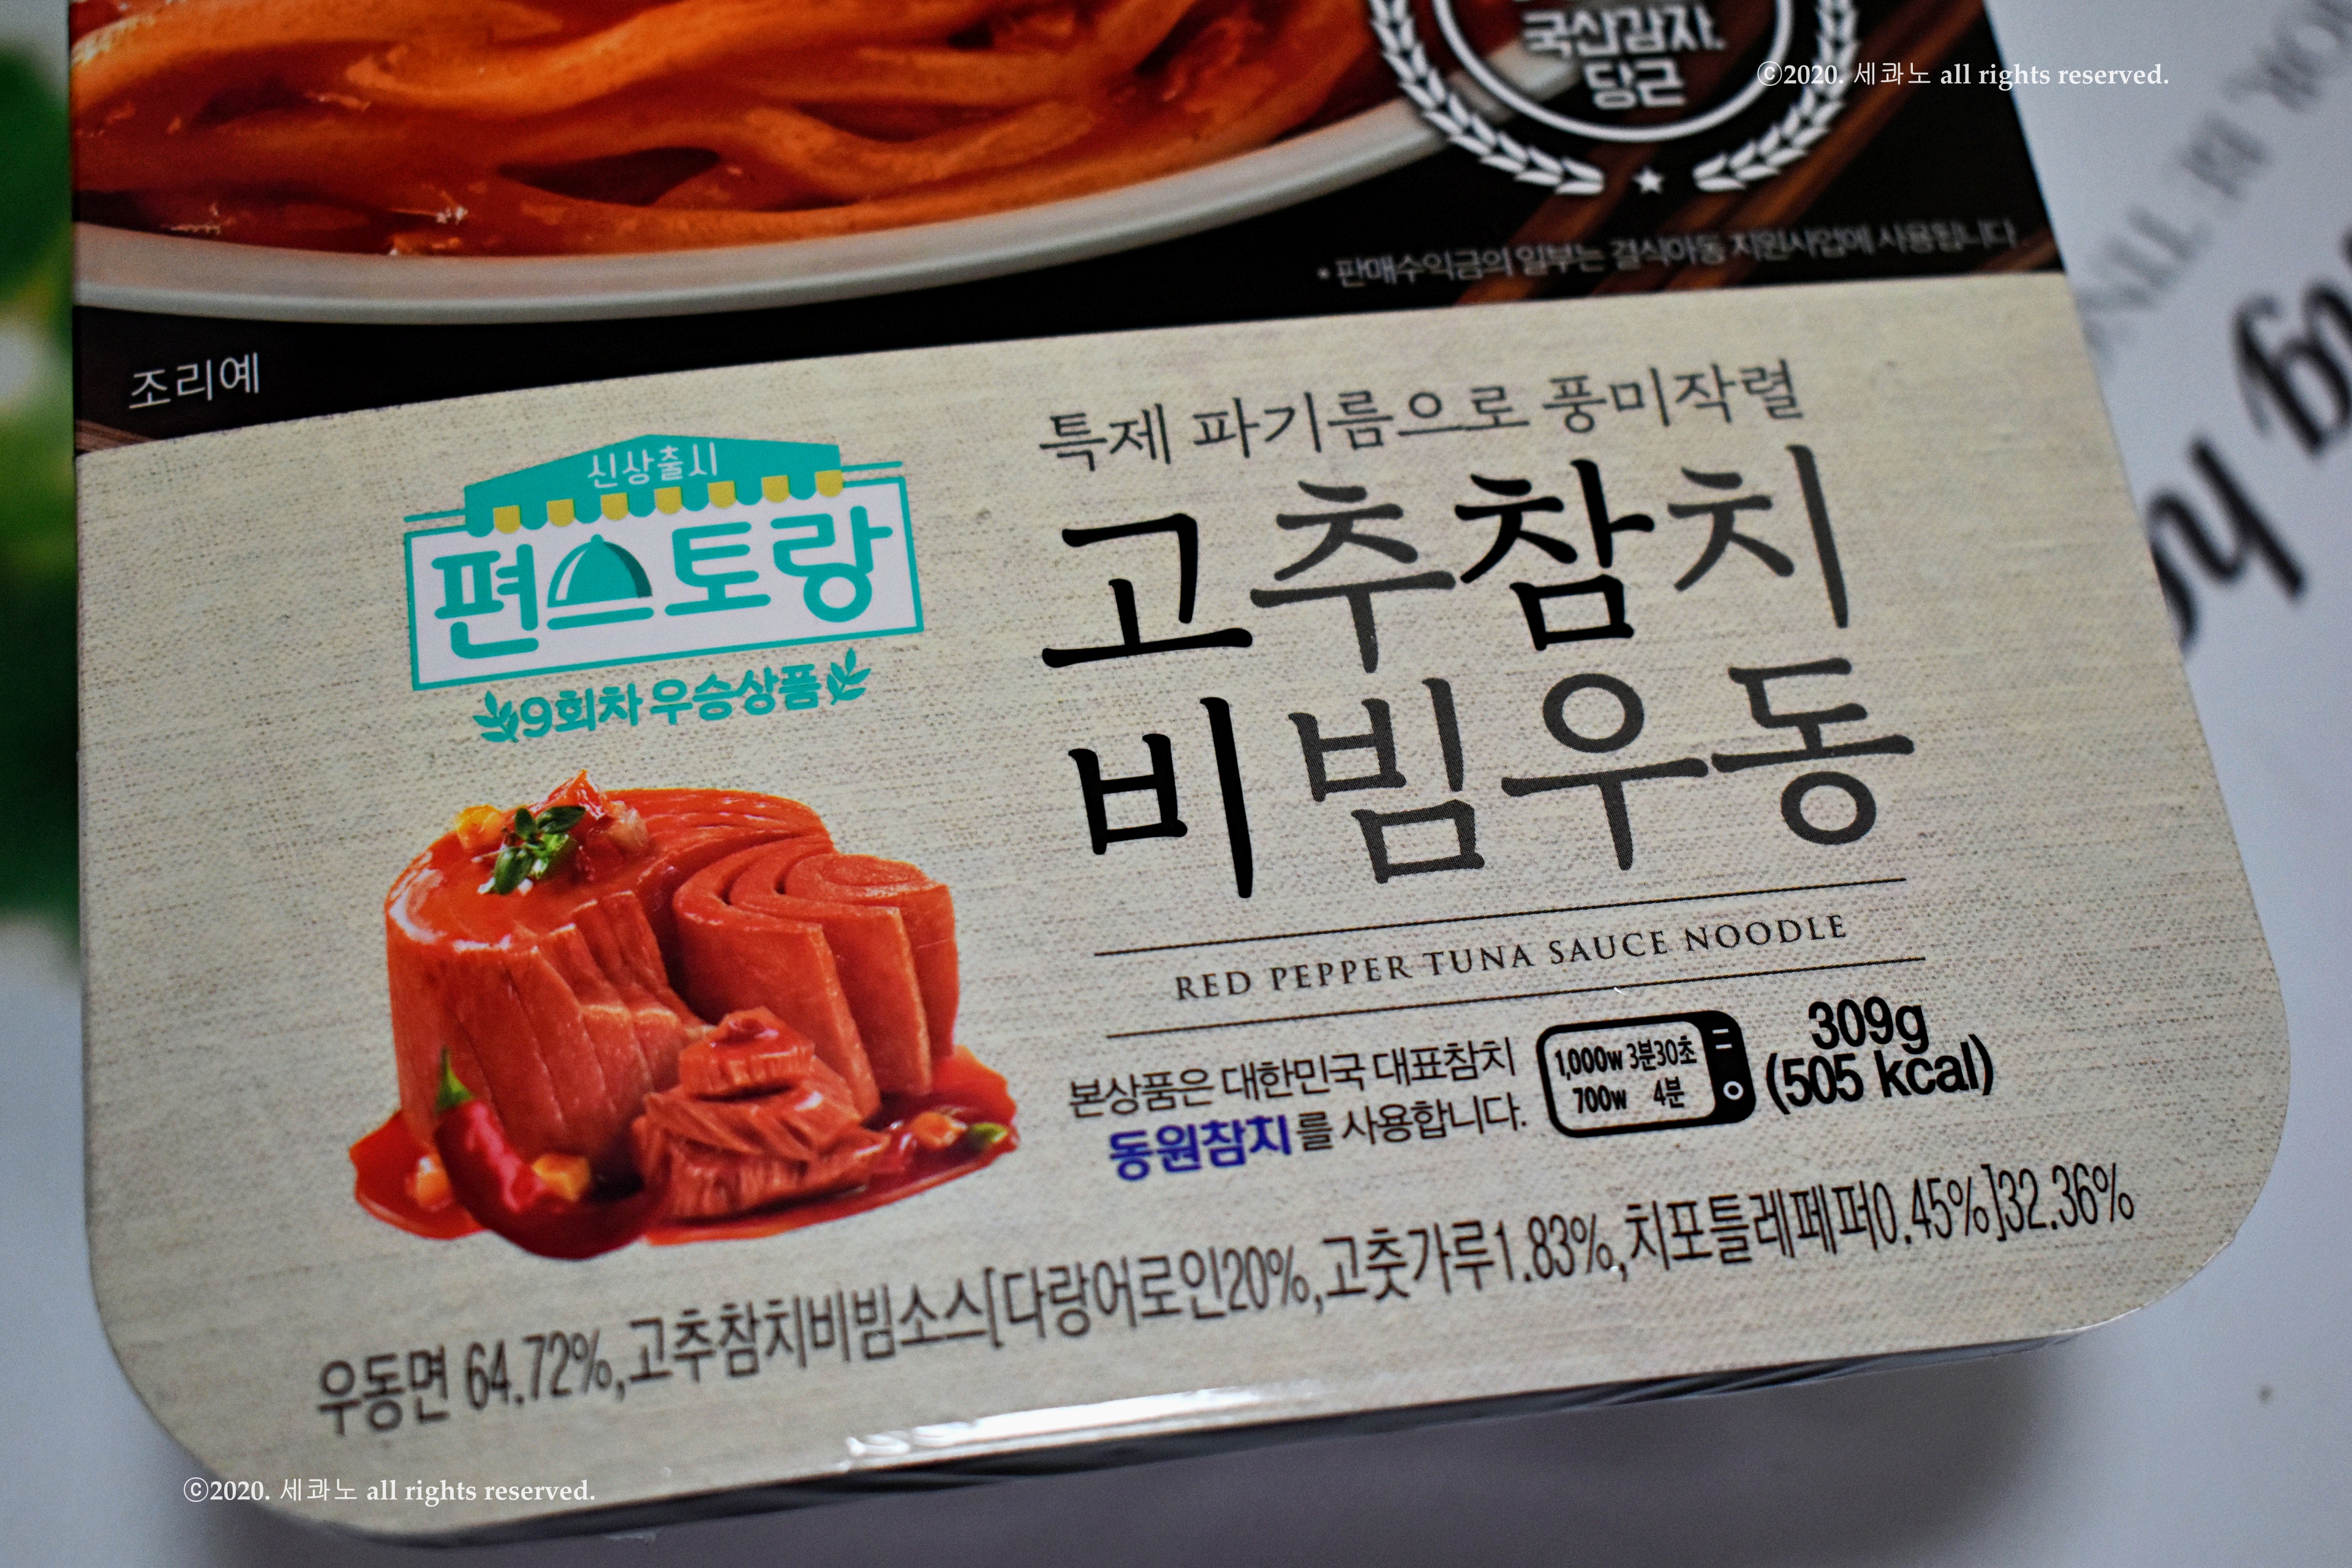 국산감자,
당근
ⓒ2020. 세콰노 all rights reserved.
* 판매수익금의 일부는 결식아동 지원사업에 사용됩니다.
조리예
특제 파기름으로 풍미작렬
신상출시
편스토랑
9회차 우승상품
고추참치
비빔우동
RED PEPPER TUNA SAUCE NOODLE
본상품은 대한민국 대표참치
동원참치를 사용합니다.
1,000w 3분30초
700w 4분
309g
(505 kcal)
우동면 64.72%,고추참치비빔소스[다랑어로인20%,고춧가루1.83%,치포틀레페퍼0.45%]32.36%
ⓒ2020. 세콰노 all rights reserved.